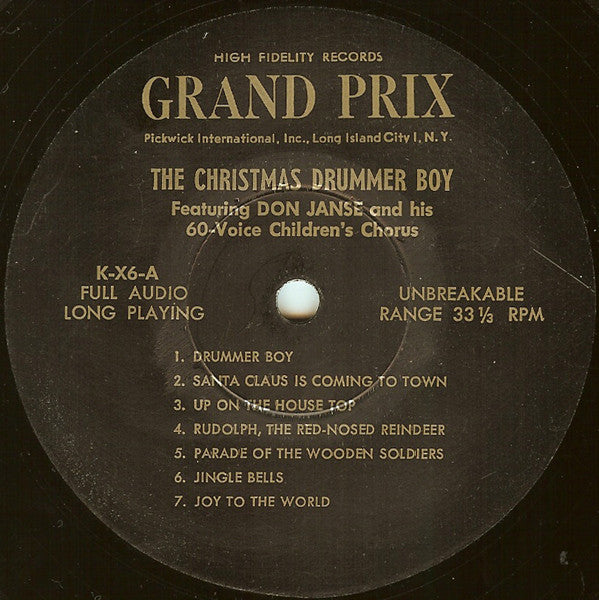 HIGH FIDELITY RECORDS
GRAND PRIX
Pickwick International, Inc., Long Island City 1, N. Y.
THE CHRISTMAS DRUMMER BOY
Featuring DON JANSE and his
60-Voice Children's Chorus
K-X6-A
FULL AUDIO
LONG PLAYING
UNBREAKABLE
RANGE 33 ⅓ RPM
1. DRUMMER BOY
2. SANTA CLAUS IS COMING TO TOWN
3. UP ON THE HOUSE TOP
4. RUDOLPH, THE RED-NOSED REINDEER
5. PARADE OF THE WOODEN SOLDIERS
6. JINGLE BELLS
7. JOY TO THE WORLD